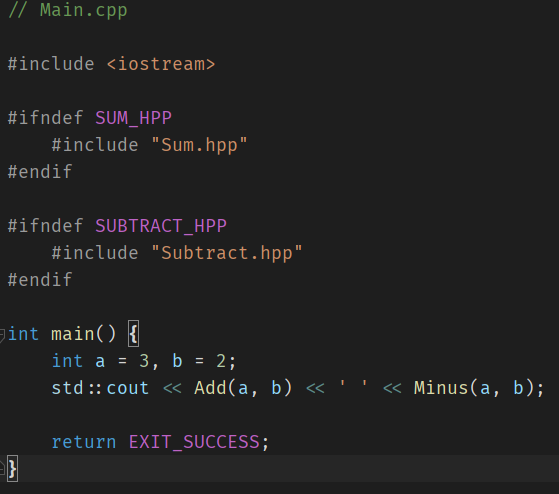 // Main.cpp
#include <iostream>
#ifndef SUM_HPP
#include "Sum.hpp"
#endif
#ifndef SUBTRACT_HPP
#include "Subtract.hpp"
#endif
int main() {
int a = 3, b = 2;
std::cout << Add(a, b) << ' ' << Minus(a, b);
return EXIT_SUCCESS;
}